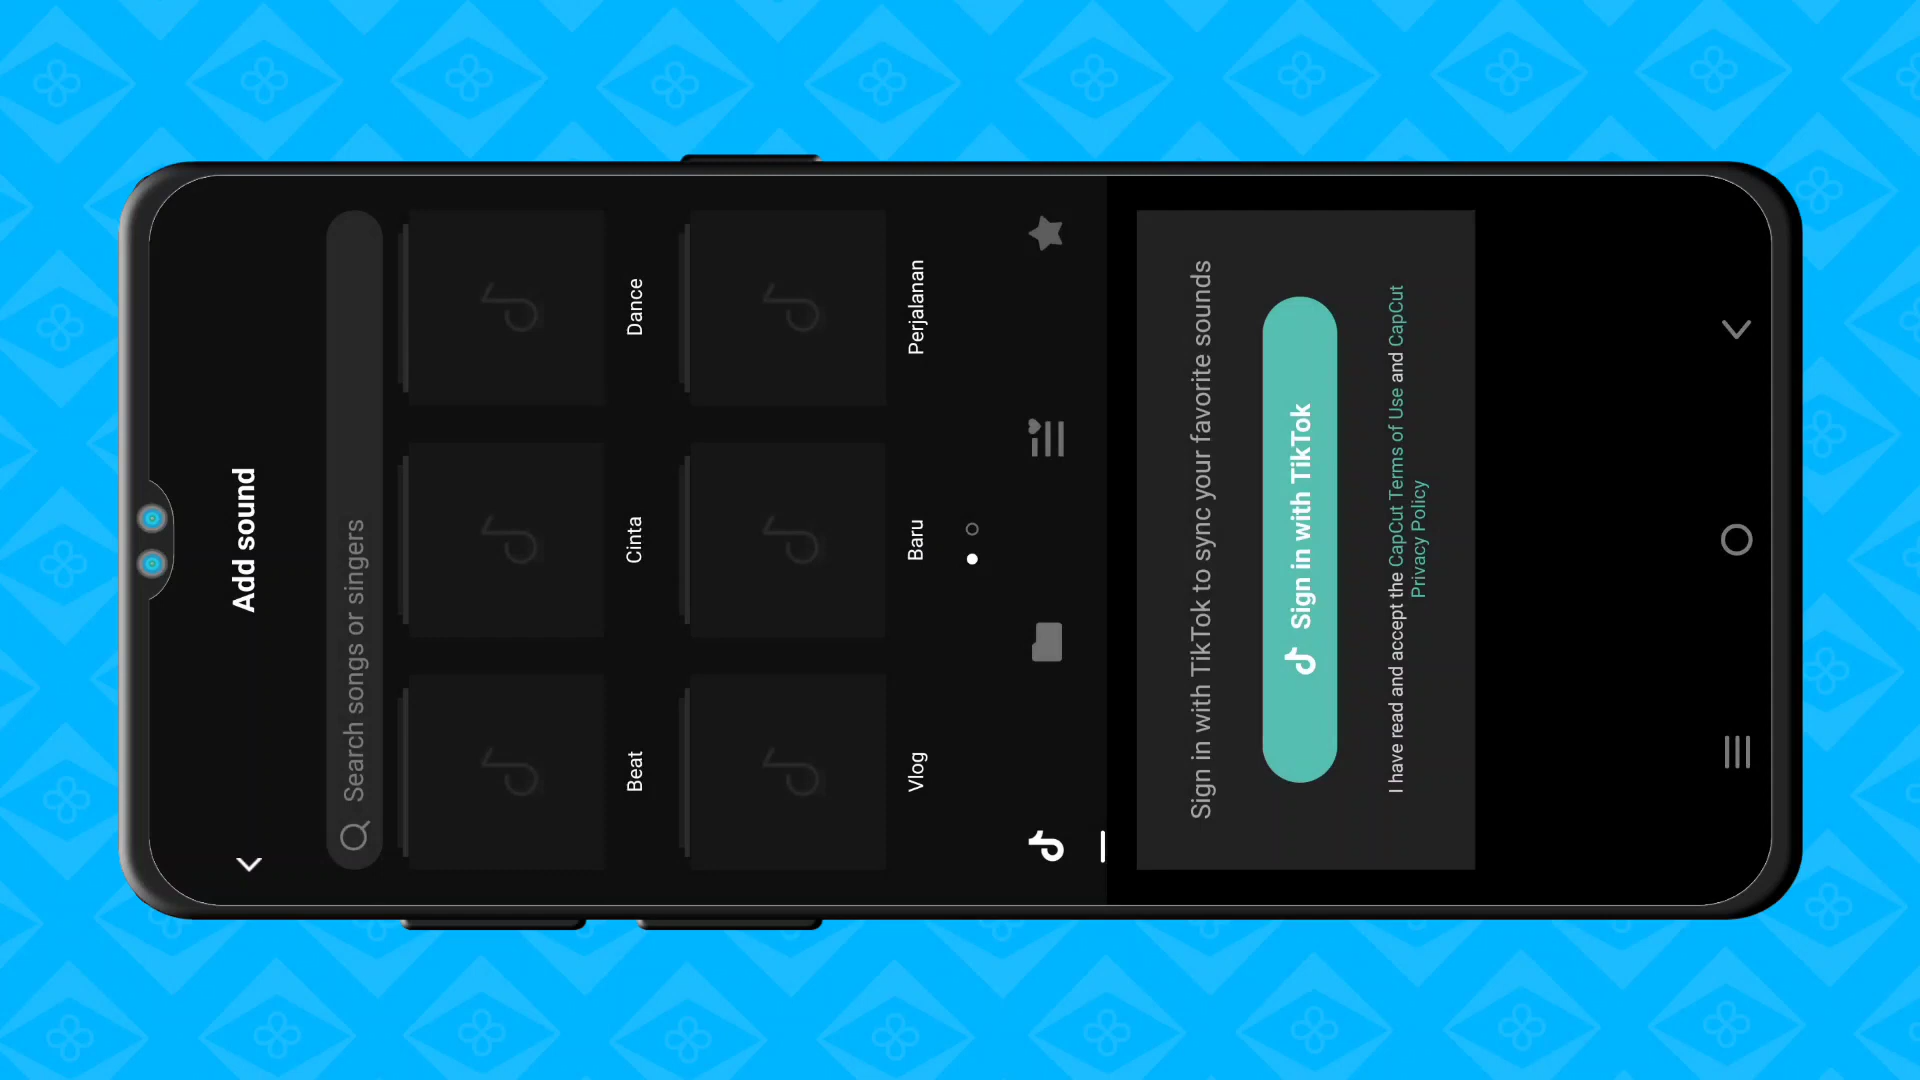 Add sound
Search songs or singers
Beat
Cinta
Dance
Vlog
Baru
Perjalanan
Sign in with TikTok to sync your favorite sounds
Sign in with TikTok
I have read and accept the CapCut Terms of Use and CapCut
Privacy Policy